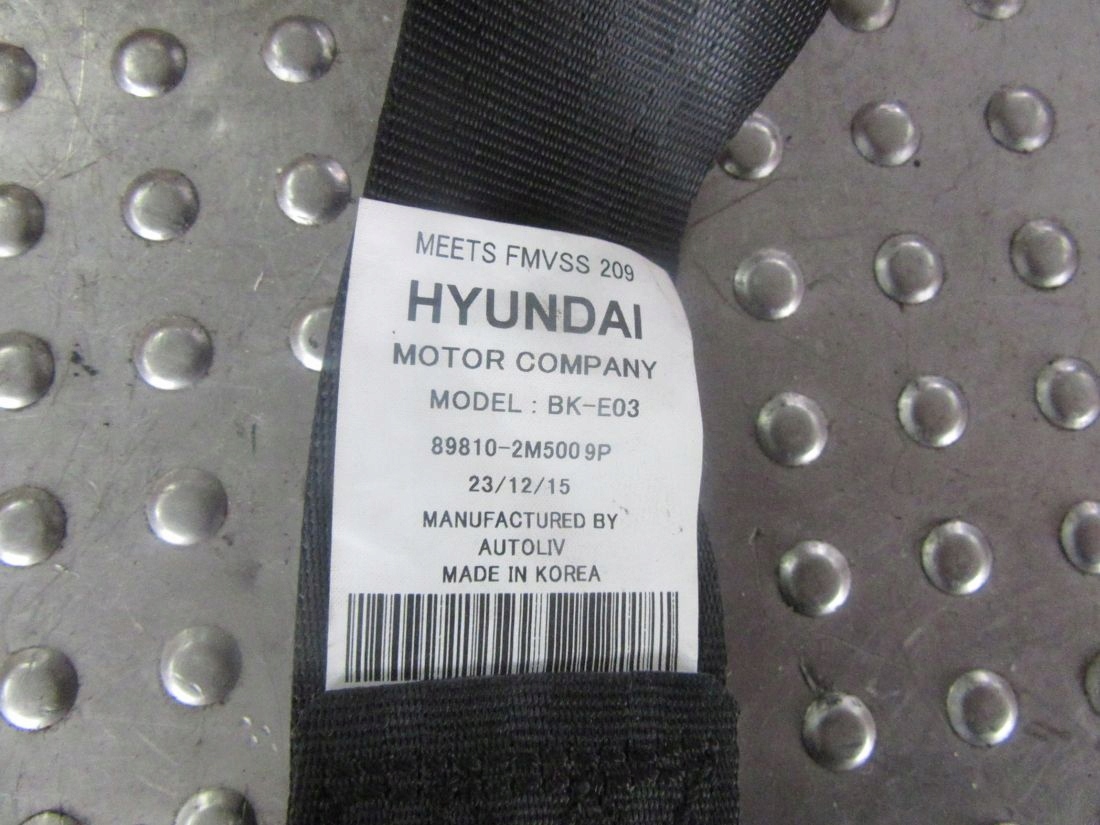 MEETS FMVSS 209
HYUNDAI
MOTOR COMPANY
MODEL : BK-E03
89810-2M500 9P
23/12/15
MANUFACTURED BY
AUTOLIV
MADE IN KOREA